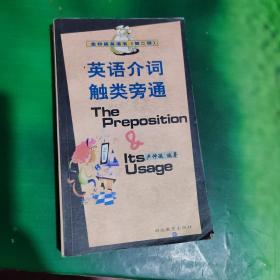 英语介词
触类旁通
The
Preposition
&
Its
Usage
编著